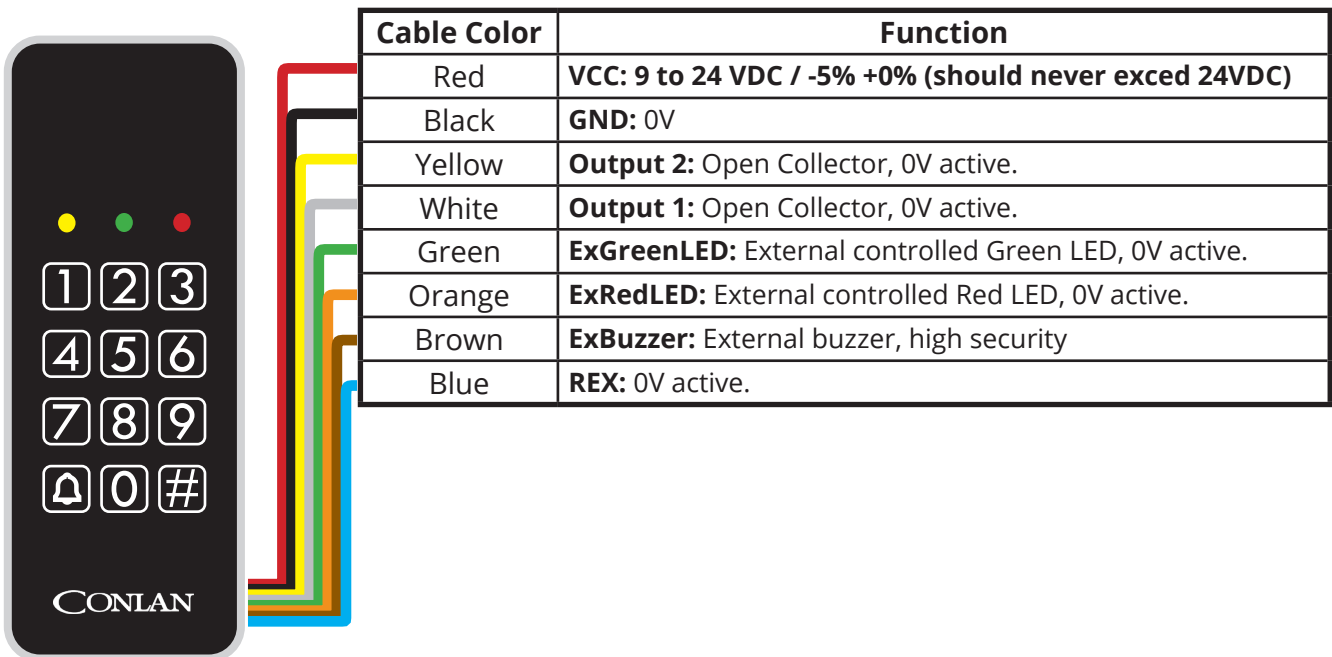 Cable Color Function
Red VCC: 9 to 24 VDC / -5% +0% (should never exced 24VDC)
Black GND: 0V
Yellow Output 2: Open Collector, 0V active.
White Output 1: Open Collector, 0V active.
Green ExGreenLED: External controlled Green LED, 0V active.
Orange ExRedLED: External controlled Red LED, 0V active.
Brown ExBuzzer: External buzzer, high security
Blue REX: 0V active.
1 2 3
4 5 6
7 8 9
0 #
CONLAN